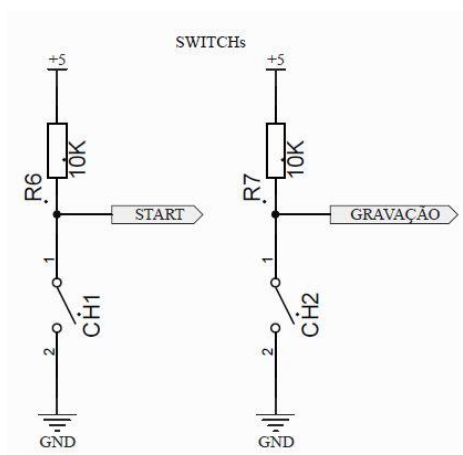 SWITCHs
+5
+5
10K
R6
10K
R7
START
GRAVAÇÃO
1
1
CH1
CH2
2
2
GND
GND